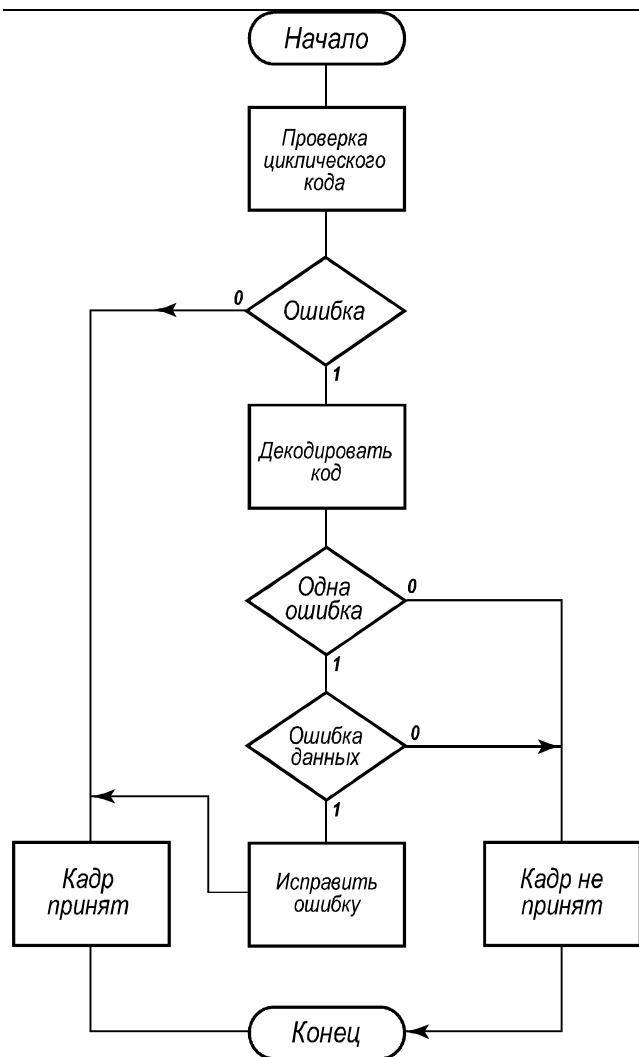 Начало
Проверка
циклического
кода
0
Ошибка
1
Декодировать
код
Одна
ошибка
0
1
Ошибка
данных
0
1
Кадр
принят
Исправить
ошибку
Кадр не
принят
Конец